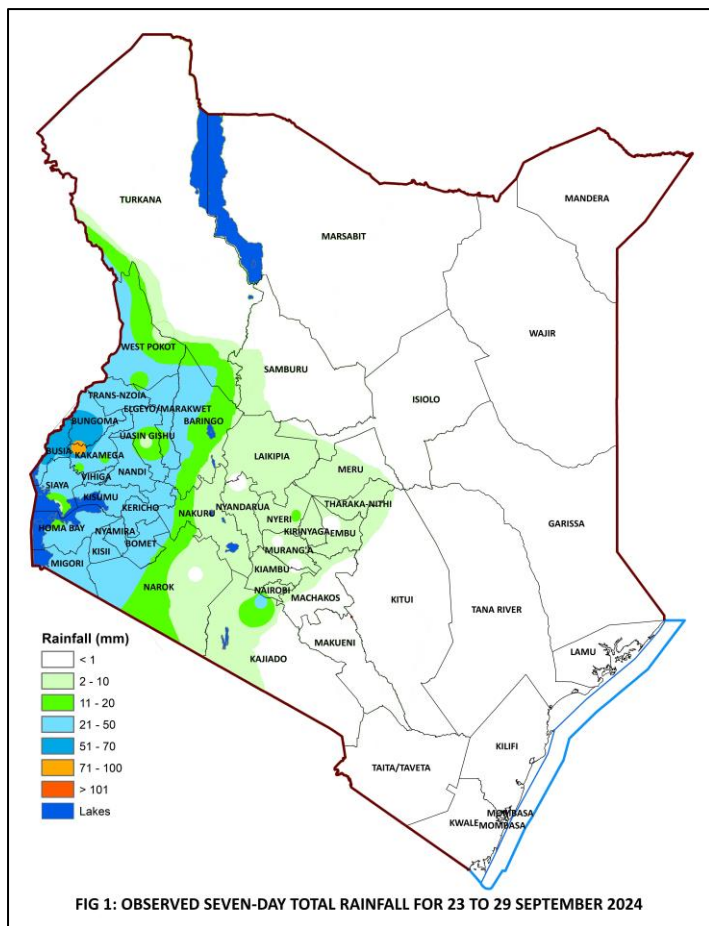 TURKANA
MANDERA
MARSABIT
WAJIR
WEST POKOT
SAMBURU
ISIOLO
TRANS-NZOIA
ELGEYO/MARAKWET
BUNGOMA
BARINGO
UASIN GISHU
BUSIA
KAKAMEGA
LAIKIPIA
MERU
NANDI
VIHIGA
SIAYA
KISUMU
THARAKA-NITHI
GARISSA
KERICHO
NAKURU
NYANDARUA
NYERI
HOMA BAY
NYAMIRA
KIRINYAGA
EMBU
KISII
BOMET
MURANG'A
MIGORI
KIAMBU
NAROK
NAIROBI
MACHAKOS
KITUI
TANA RIVER
MAKUENI
KAJIADO
LAMU
Rainfall (mm)
< 1
2 - 10
11 - 20
21 - 50
51 - 70
71 - 100
> 101
Lakes
KILIFI
TAITA/TAVETA
MOMBASA
KWALE
MOMBASA
FIG 1: OBSERVED SEVEN-DAY TOTAL RAINFALL FOR 23 TO 29 SEPTEMBER 2024